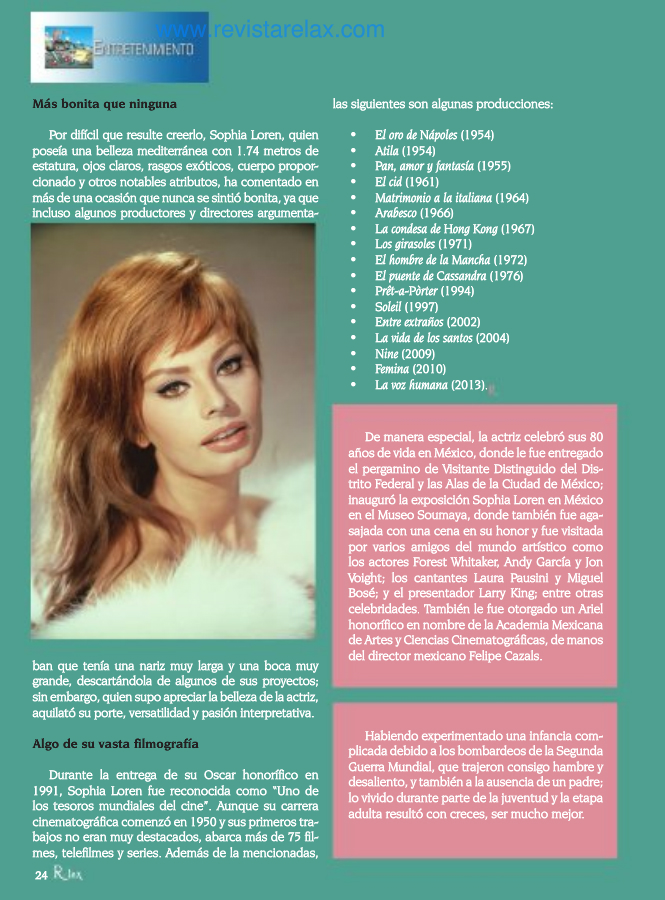 www.revistarelax.com
ENTRETENIMIENTO
Más bonita que ninguna
Por difícil que resulte creerlo, Sophia Loren, quien
poseía una belleza mediterránea con 1.74 metros de
estatura, ojos claros, rasgos exóticos, cuerpo propor-
cionado y otros notables atributos, ha comentado en
más de una ocasión que nunca se sintió bonita, ya que
incluso algunos productores y directores argumenta-
ban que tenía una nariz muy larga y una boca muy
grande, descartándola de algunos de sus proyectos;
sin embargo, quien supo apreciar la belleza de la actriz,
aquilató su porte, versatilidad y pasión interpretativa.
Algo de su vasta filmografía
Durante la entrega de su Oscar honorífico en
1991, Sophia Loren fue reconocida como "Uno de
los tesoros mundiales del cine". Aunque su carrera
cinematográfica comenzó en 1950 y sus primeros tra-
bajos no eran muy destacados, abarca más de 75 fil-
mes, telefilmes y series. Además de la mencionadas,
las siguientes son algunas producciones:
• El oro de Nápoles (1954)
• Atila (1954)
• Pan, amor y fantasía (1955)
• El cid (1961)
• Matrimonio a la italiana (1964)
• Arabesco (1966)
• La condesa de Hong Kong (1967)
• Los girasoles (1971)
• El hombre de la Mancha (1972)
• El puente de Cassandra (1976)
• Prêt-a-Pòrter (1994)
• Soleil (1997)
• Entre extraños (2002)
• La vida de los santos (2004)
• Nine (2009)
• Femina (2010)
• La voz humana (2013).
De manera especial, la actriz celebró sus 80
años de vida en México, donde le fue entregado
el pergamino de Visitante Distinguido del Dis-
trito Federal y las Alas de la Ciudad de México;
inauguró la exposición Sophia Loren en México
en el Museo Soumaya, donde también fue aga-
sajada con una cena en su honor y fue visitada
por varios amigos del mundo artístico como
los actores Forest Whitaker, Andy García y Jon
Voight; los cantantes Laura Pausini y Miguel
Bosé; y el presentador Larry King; entre otras
celebridades. También le fue otorgado un Ariel
honorífico en nombre de la Academia Mexicana
de Artes y Ciencias Cinematográficas, de manos
del director mexicano Felipe Cazals.
Habiendo experimentado una infancia com-
plicada debido a los bombardeos de la Segunda
Guerra Mundial, que trajeron consigo hambre y
desaliento, y también a la ausencia de un padre;
lo vivido durante parte de la juventud y la etapa
adulta resultó con creces, ser mucho mejor.
24 Relax